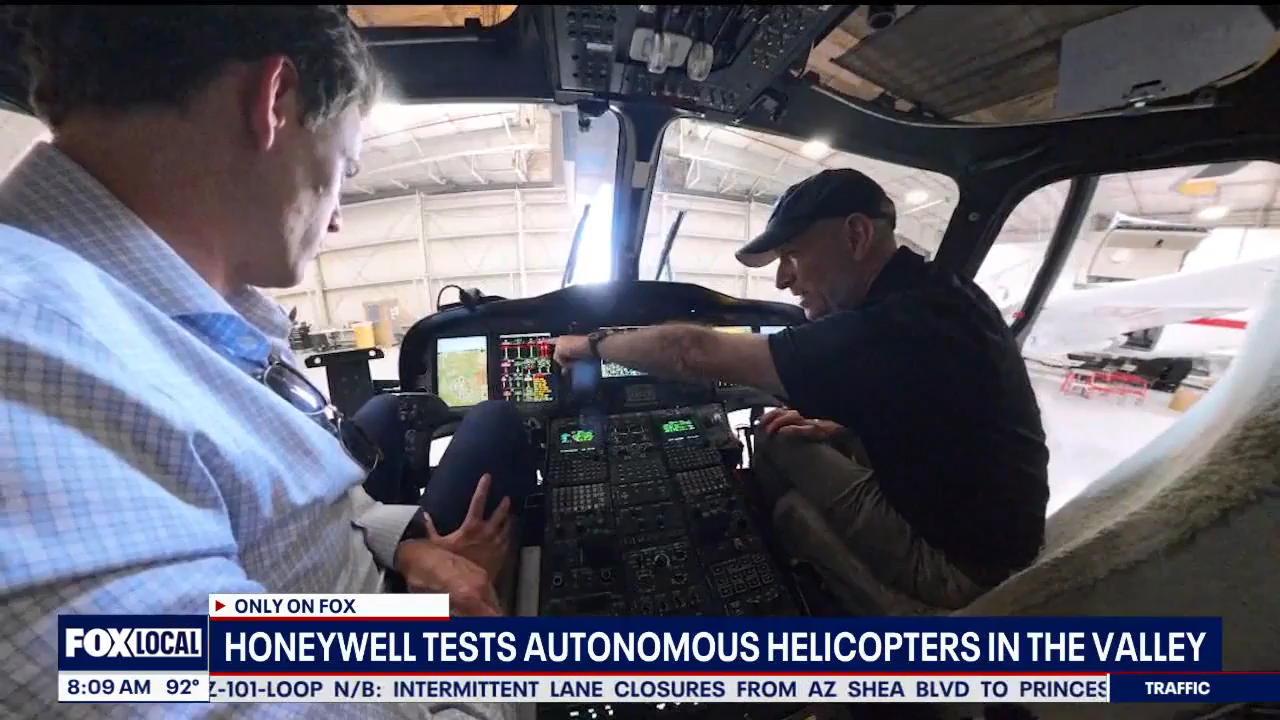 ONLY ON FOX
FOX LOCAL
HONEYWELL TESTS AUTONOMOUS HELICOPTERS IN THE VALLEY
8:09 AM 92° Z-101-LOOP N/B: INTERMITTENT LANE CLOSURES FROM AZ SHEA BLVD TO PRINCES
TRAFFIC